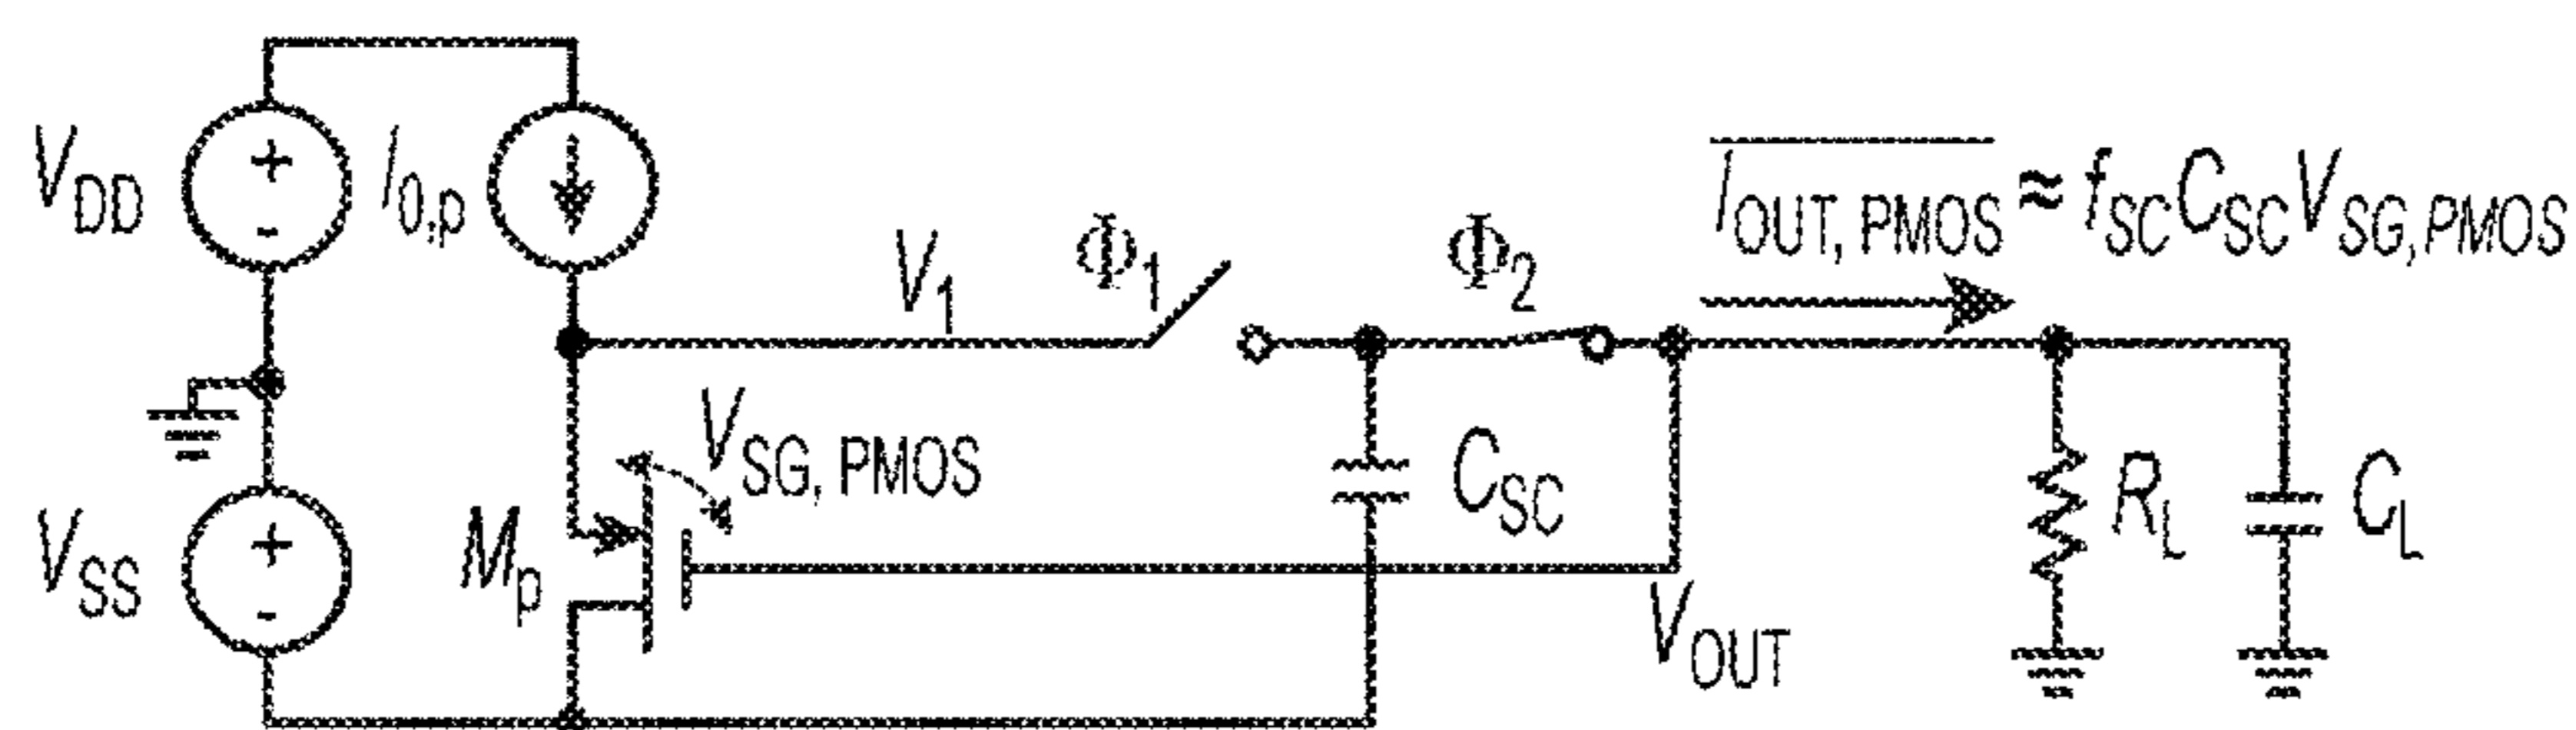 V_DD
+
-
I_0,p
V_1
Φ_1
Φ_2
I_OUT, PMOS ≈ f_SC C_SC V_SG,PMOS
V_SS
+
-
M_p
V_SG, PMOS
C_SC
V_OUT
R_L
C_L